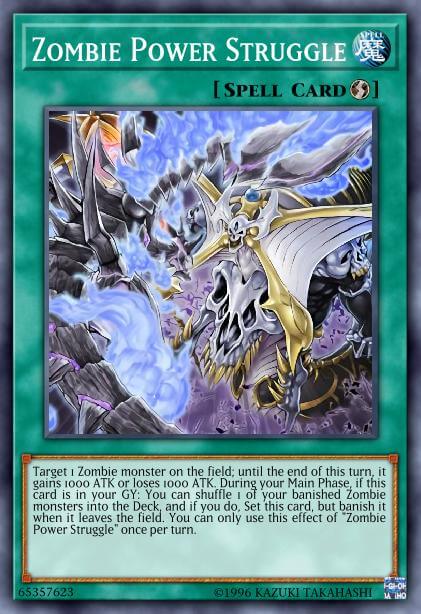 Zombie Power Struggle
SPELL
魔
[Spell Card]
Target 1 Zombie monster on the field; until the end of this turn, it
gains 1000 ATK or loses 1000 ATK. During your Main Phase, if this
card is in your GY: You can shuffle 1 of your banished Zombie
monsters into the Deck, and if you do, Set this card, but banish it
when it leaves the field. You can only use this effect of "Zombie
Power Struggle" once per turn.
65357623
©1996 KAZUKI TAKAHASHI